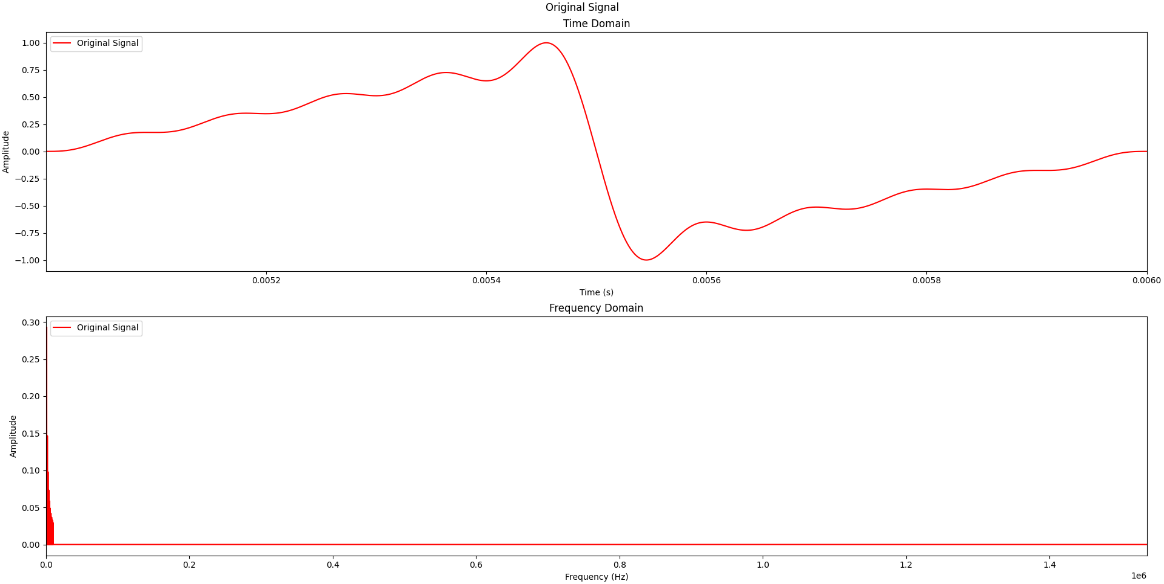 Original Signal
Time Domain
Original Signal
1.00
0.75
0.50
0.25
0.00
−0.25
−0.50
−0.75
−1.00
Amplitude
0.0052 0.0054 0.0056 0.0058 0.0060
Time (s)
Frequency Domain
Original Signal
0.30
0.25
0.20
0.15
0.10
0.05
0.00
Amplitude
0.0 0.2 0.4 0.6 0.8 1.0 1.2 1.4
1e6
Frequency (Hz)